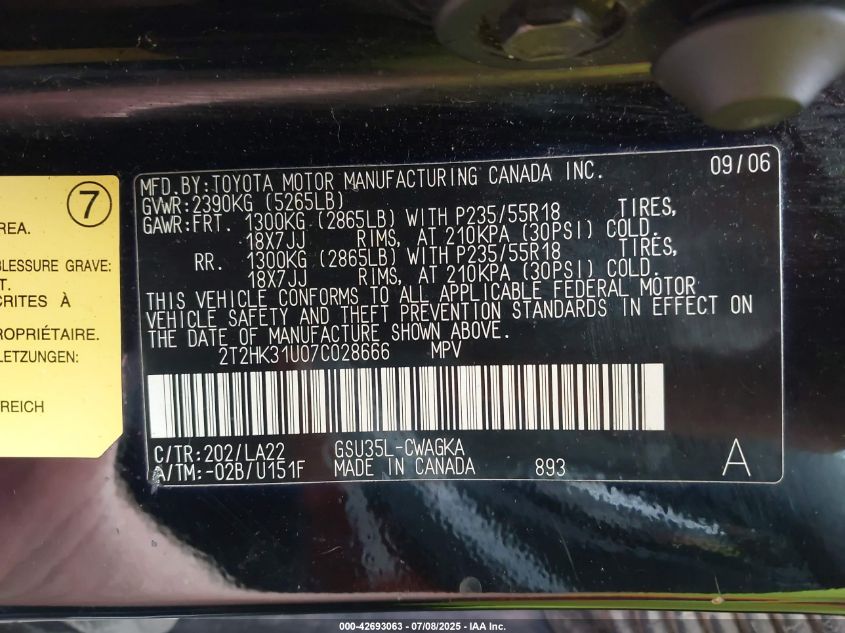 7
REA.
BLESSURE GRAVE:
T.
CRITES À
ROPRIÉTAIRE.
LETZUNGEN:
REICH
MFD.BY:TOYOTA MOTOR MANUFACTURING CANADA INC. 09/06
GVWR:2390KG (5265LB)
GAWR:FRT. 1300KG (2865LB) WITH P235/55R18 TIRES,
18X7JJ RIMS, AT 210KPA (30PSI) COLD.
RR. 1300KG (2865LB) WITH P235/55R18 TIRES,
18X7JJ RIMS, AT 210KPA (30PSI) COLD.
THIS VEHICLE CONFORMS TO ALL APPLICABLE FEDERAL MOTOR
VEHICLE SAFETY AND THEFT PREVENTION STANDARDS IN EFFECT ON
THE DATE OF MANUFACTURE SHOWN ABOVE.
2T2HK31U07C028666 MPV
C/TR:202/LA22 GSU35L-CWAGKA
A/TM:-02B/U151F MADE IN CANADA 893 A
000-42693063 - 07/08/2025 - IAA Inc.